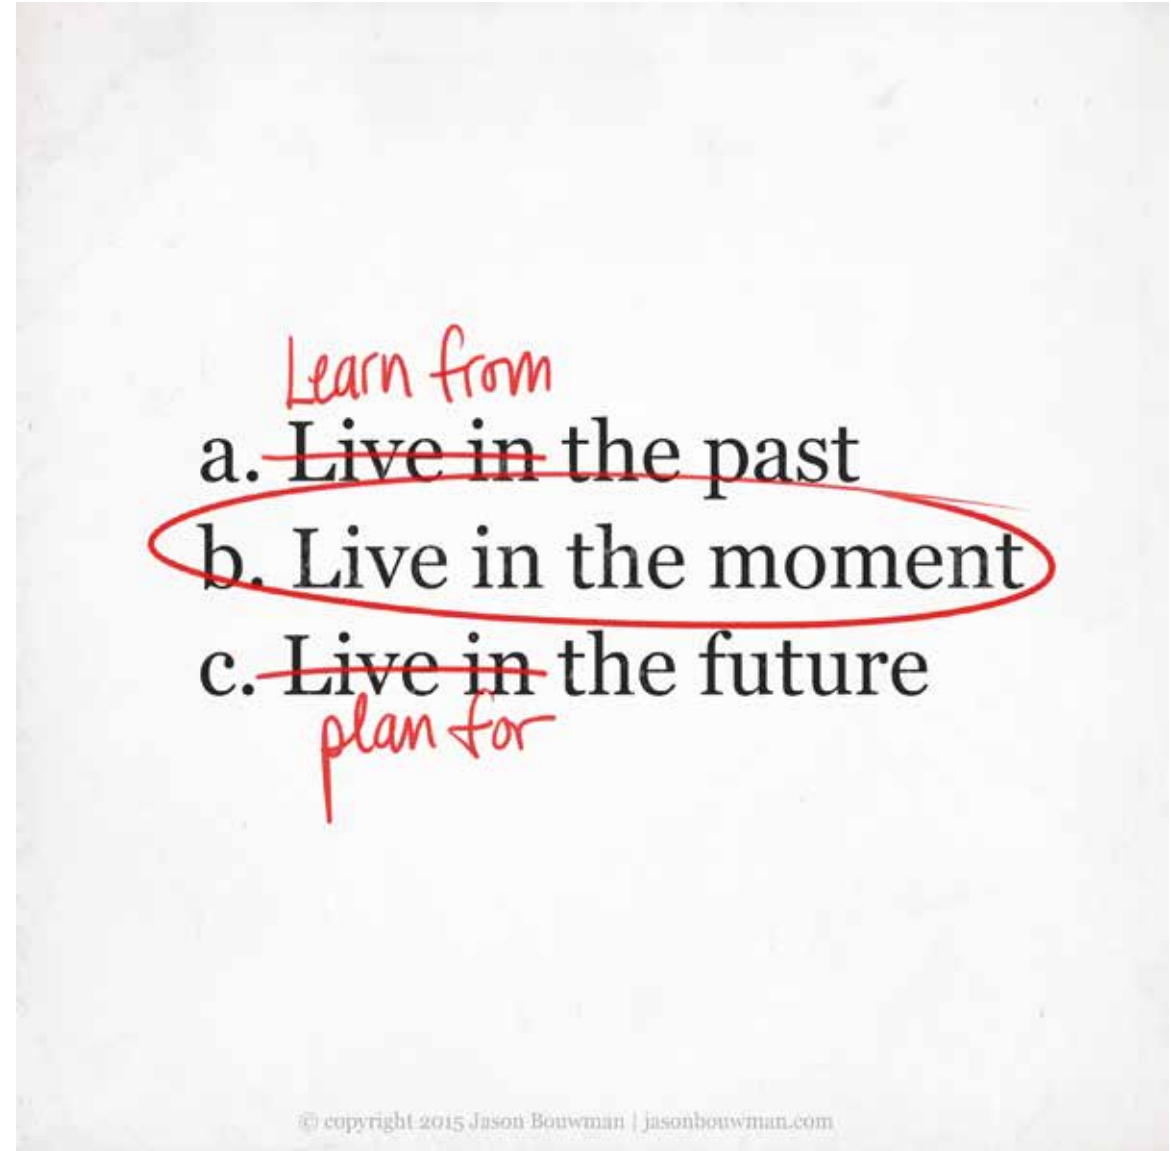 Learn from
a. Live in the past
b. Live in the moment
c. Live in the future
plan for
© copyright 2015 Jason Bouwman | jasonbouwman.com